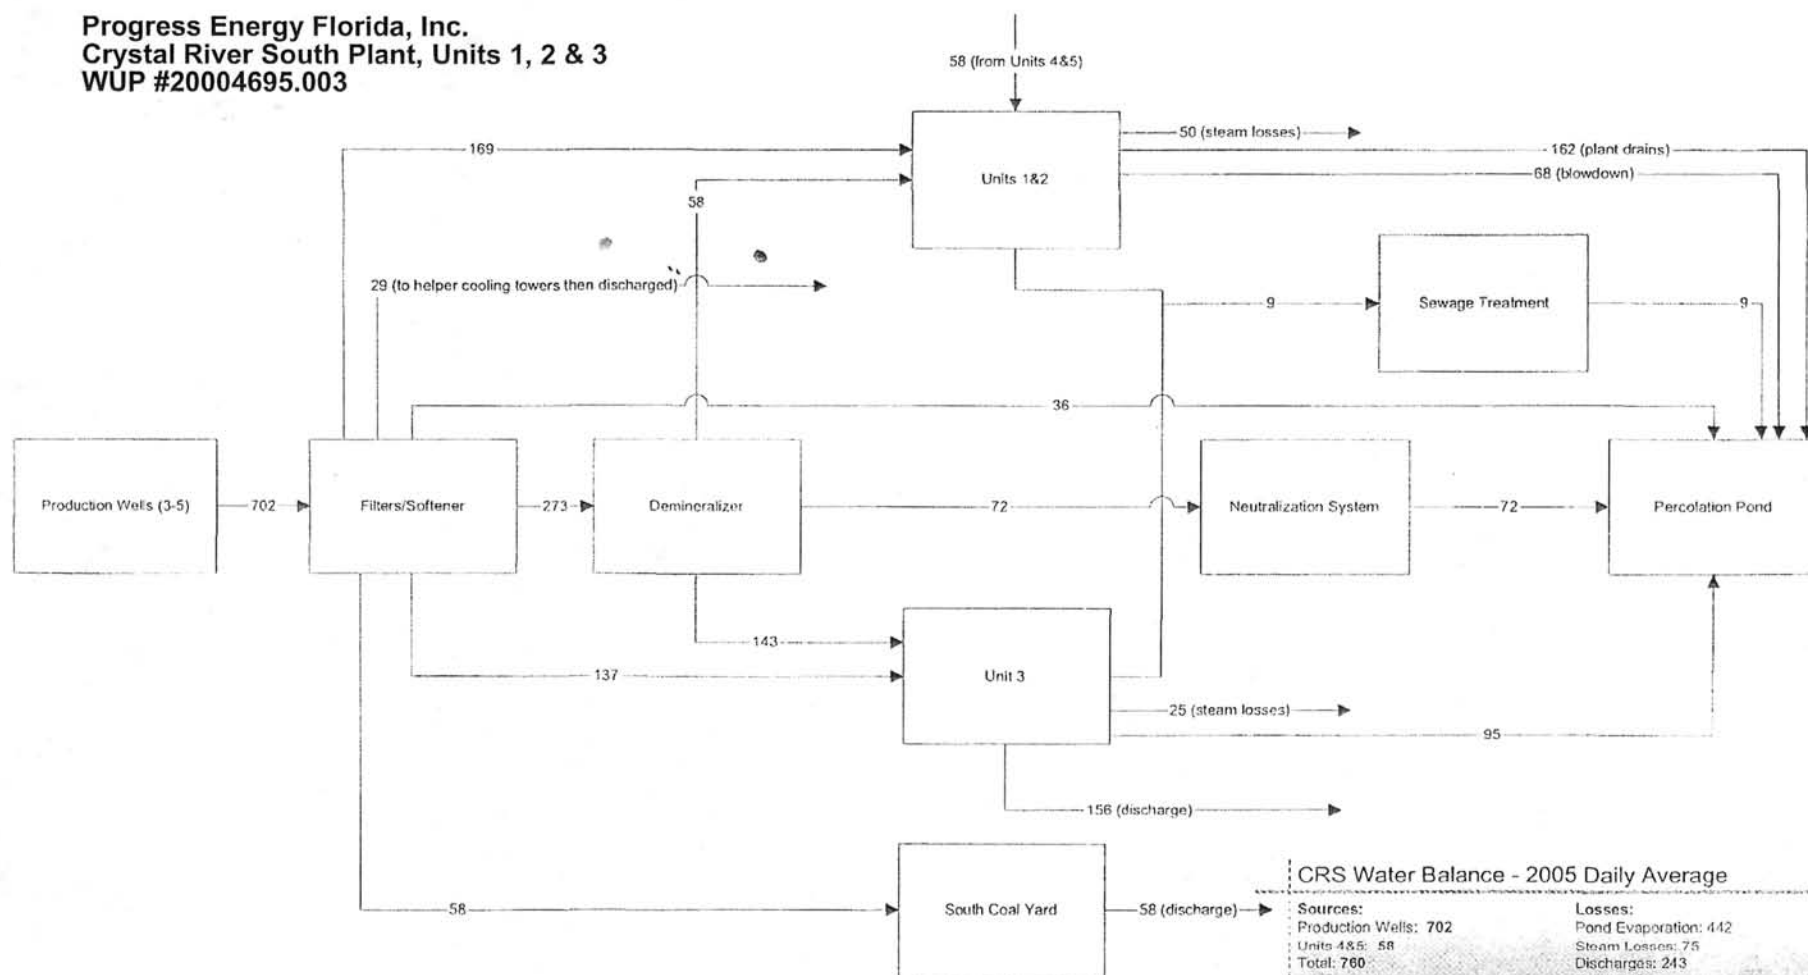 Progress Energy Florida, Inc.
Crystal River South Plant, Units 1, 2 & 3
WUP #20004695.003
58 (from Units 4&5)
50 (steam losses)
169
162 (plant drains)
Units 1&2
68 (blowdown)
58
29 (to helper cooling towers then discharged)
9
Sewage Treatment
9
36
Production Wells (3-5)
702
Filters/Softener
273
Demineralizer
72
Neutralization System
72
Percolation Pond
143
137
Unit 3
25 (steam losses)
95
156 (discharge)
CRS Water Balance - 2005 Daily Average
58
South Coal Yard
58 (discharge)
Sources:
Production Wells: 702
Units 4&5: 58
Total: 760
Losses:
Pond Evaporation: 442
Steam Losses: 75
Discharges: 243